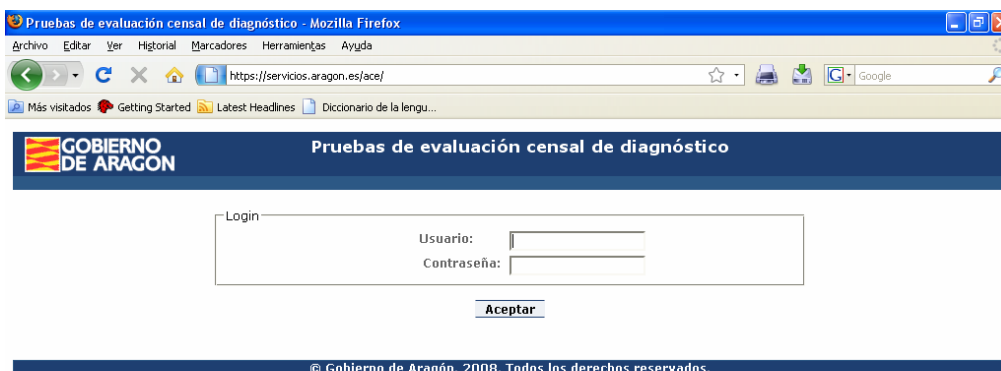 Pruebas de evaluación censal de diagnóstico - Mozilla Firefox
Archivo Editar Ver Historial Marcadores Herramientas Ayuda
https://servicios.aragon.es/ace/ G Google
Más visitados Getting Started Latest Headlines Diccionario de la lengu...
GOBIERNO
DE ARAGON
Pruebas de evaluación censal de diagnóstico
Login
Usuario:
Contraseña:
Aceptar
© Gobierno de Aragón, 2008. Todos los derechos reservados.